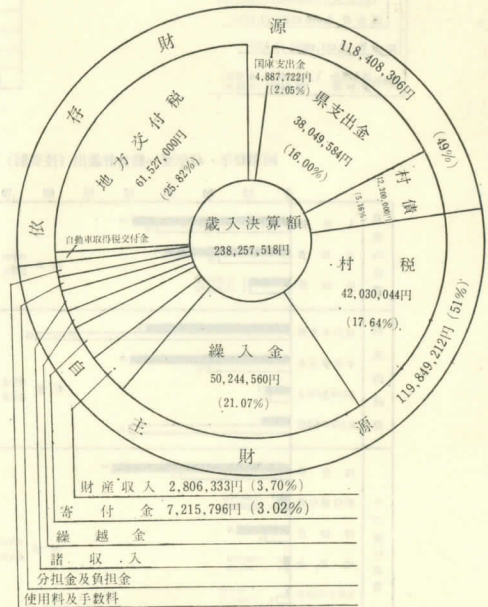 依存財源
118,408,306円
(49%)
国庫支出金
4,887,722円
(2.05%)
県支出金
38,049,584円
(16.00%)
村債
(5.16%)
地方交付税
61,527,000円
(25.82%)
自動車取得税交付金
歳入決算額
238,257,518円
村税
42,030,044円
(17.64%)
繰入金
50,244,560円
(21.07%)
自主財源
119,849,212円 (51%)
財産収入 2,806,333円 (3,70%)
寄付金 7,215,796円 (3.02%)
繰越金
諸収入
分担金及負担金
使用料及手数料